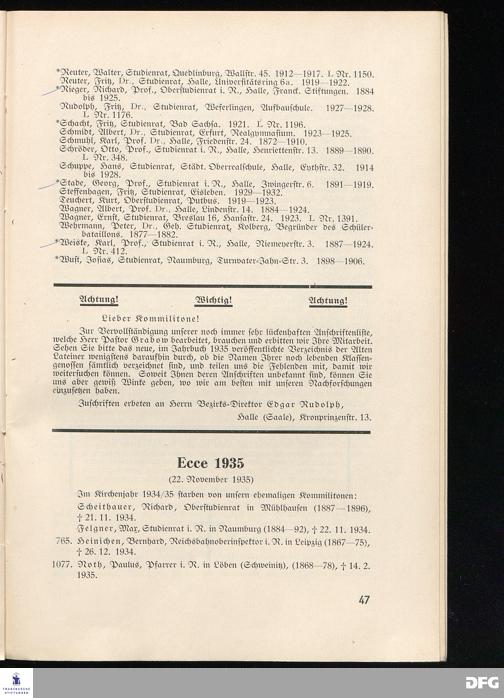 *Reuter, Walter, Studienrat, Quedlinburg, Wallstr. 45. 1912—1917. L Nr. 1150.
Reuter, Fritz, Dr., Studienrat, Halle, Universitätsring 6a. 1919—1922.
*Rieger, Richard, Prof., Oberstudienrat i. R., Halle, Franck. Stiftungen. 1884
bis 1925.
Rudolph, Fritz, Dr., Studienrat, Weferlingen, Aufbauschule. 1927—1928.
L Nr. 1176.
*Schacht, Fritz, Studienrat, Bad Sachsa. 1921. L Nr. 1196.
Schmidt, Albert, Dr., Studienrat, Erfurt, Realgymnasium. 1923—1925.
Schmuhl, Karl, Prof. Dr., Halle, Friedenstr. 24. 1872—1910.
Schröder, Otto, Prof., Studienrat i. R., Halle, Henriettenstr. 13. 1889—1890.
L Nr. 348.
Schuppe, Hans, Studienrat, Städt. Oberrealschule, Halle, Eythstr. 32. 1914
bis 1928.
*Stade, Georg, Prof., Studienrat i. R., Halle, Zwingerstr. 6. 1891—1919.
Steffenhagen, Fritz, Studienrat, Eisleben. 1929—1932.
Teuchert, Kurt, Oberstudienrat, Putbus. 1919—1923.
Wagner, Albert, Prof. Dr., Halle, Lindenstr. 14. 1884—1924.
Wagner, Ernst, Studienrat, Breslau 16, Hansastr. 24. 1923. L Nr. 1391.
Wehrmann, Peter, Dr., Geh. Studienrat, Kolberg, Begründer des Schüler-
bataillons. 1877—1882.
*Weiske, Karl, Prof., Studienrat i. R., Halle, Niemeyerstr. 3. 1887—1924.
L Nr. 412.
*Wust, Josias, Studienrat, Naumburg, Turnvater-Jahn-Str. 3. 1898—1906.
Achtung! Wichtig! Achtung!
Lieber Kommilitone!
Zur Vervollständigung unserer noch immer sehr lückenhaften Anschriftenliste,
welche Herr Pastor Grabow bearbeitet, brauchen und erbitten wir Ihre Mitarbeit.
Sehen Sie bitte das neue, im Jahrbuch 1935 veröffentlichte Verzeichnis der Alten
Lateiner wenigstens daraufhin durch, ob die Namen Ihrer noch lebenden Klassen-
genossen sämtlich verzeichnet sind, und teilen uns die Fehlenden mit, damit wir
weitersuchen können. Soweit Ihnen deren Anschriften unbekannt sind, können Sie
uns aber gewiß Winke geben, wo wir am besten mit unseren Nachforschungen
einzusetzen haben.
Zuschriften erbeten an Herrn Bezirks-Direktor Edgar Rudolph,
Halle (Saale), Kronprinzenstr. 13.
Ecce 1935
(22. November 1935)
Im Kirchenjahr 1934/35 starben von unsern ehemaligen Kommilitonen:
Scheithauer, Richard, Oberstudienrat in Mühlhausen (1887—1896),
† 21. 11. 1934.
Felgner, Max, Studienrat i. R. in Naumburg (1884—92), † 22. 11. 1934.
765. Heinichen, Bernhard, Reichsbahnoberinspektor i. R. in Leipzig (1867—75),
† 26. 12. 1934.
1077. Roth, Paulus, Pfarrer i. R. in Löben (Schweinitz), (1868—78), † 14. 2.
1935.
47
FRANCKESCHE
STIFTUNGEN
DFG